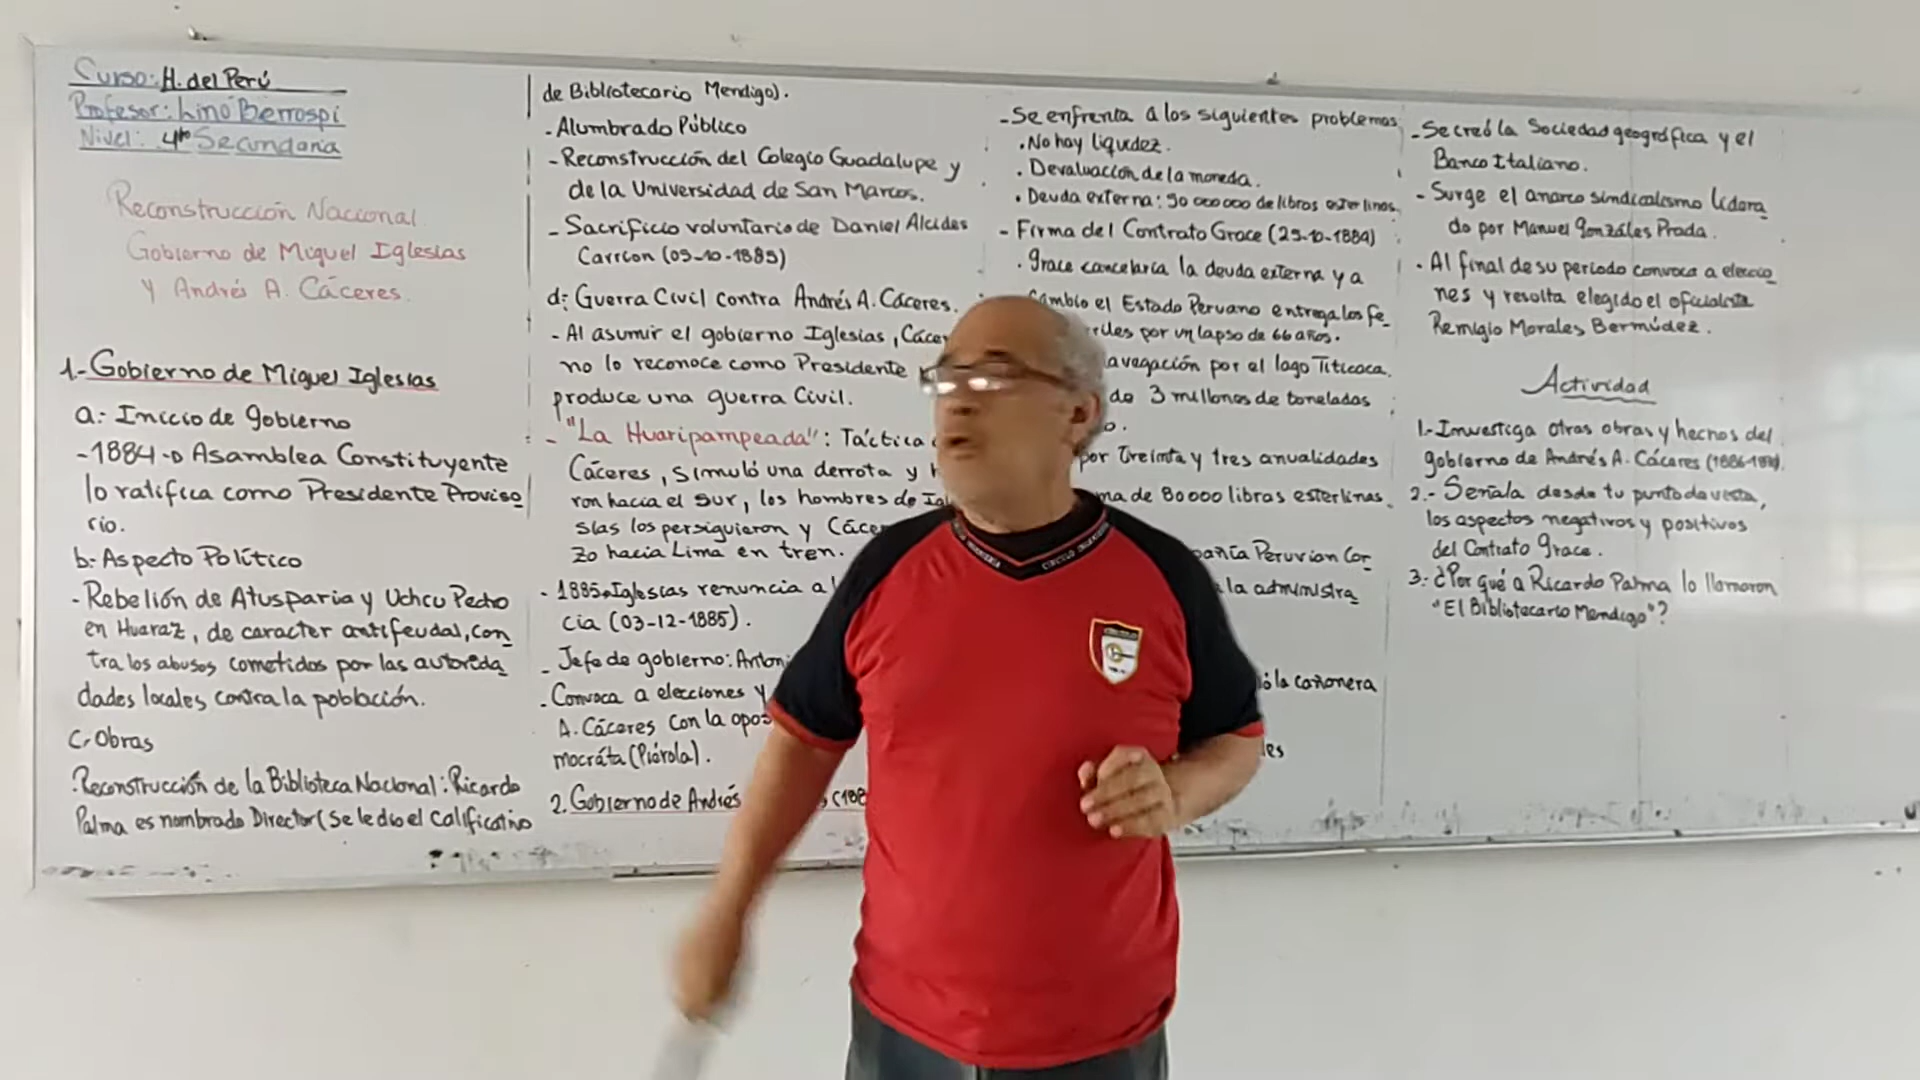 Curso: H. del Perú
Profesor: Lino Berrospi
Nivel: 4to Secundaria
Reconstrucción Nacional
Gobierno de Miguel Iglesias
y Andrés A. Cáceres.
1.- Gobierno de Miguel Iglesias
a.- Inicio de gobierno
- 1884 → Asamblea Constituyente
lo ratifica como Presidente Proviso
rio.
b.- Aspecto Político
- Rebelión de Atusparia y Uchcu Pedro
en Huaraz, de caracter antifeudal, con
tra los abusos cometidos por las autorida
dades locales contra la población.
c.- Obras
. Reconstrucción de la Biblioteca Nacional: Ricardo
Palma es nombrado Director (se le dio el calificativo
de Bibliotecario Mendigo).
- Alumbrado Público
- Reconstrucción del Colegio Guadalupe y
de la Universidad de San Marcos.
- Sacrificio voluntario de Daniel Alcides
Carrion (05-10-1885)
d.- Guerra Civil contra Andrés A. Cáceres.
- Al asumir el gobierno Iglesias, Cácer
no lo reconoce como Presidente y
produce una guerra Civil.
- "La Huaripampeada": Táctica
Cáceres, simuló una derrota y h
ron hacia el sur, los hombres de Igl
sias los persiguieron y Cácer
zo hacia Lima en tren.
- 1885 Iglesias renuncia a l
cia (03-12-1885).
- Jefe de gobierno: Antoni
- Convoca a elecciones y
A. Cáceres con la opos
mocráta (Piérola).
2. Gobierno de Andrés s (188
- Se enfrenta a los siguientes problemas
. No hay liquidez.
. Devaluación de la moneda.
. Deuda externa: 50 000 000 de libras esterlinas.
- Firma del Contrato Grace (25-10-1889)
. Grace cancelaría la deuda externa y a
cambio el Estado Peruano entrega los fe
rriles por un lapso de 66 años.
avegación por el lago Titicaca.
de 3 millones de toneladas
o.
por treinta y tres anualidades
ma de 80 000 libras esterlinas.
pañía Peruvian Cor
la administra
ó la cañonera
les
- Se creó la Sociedad geográfica y el
Banco Italiano.
- Surge el anarco sindicalismo lidera
do por Manuel Gonzáles Prada.
. Al final de su periodo convoca a eleccio
nes y resulta elegido el oficialista
Remigio Morales Bermúdez.
Actividad
1.- Investiga otras obras y hechos del
gobierno de Andrés A. Cáceres (1886-1890).
2.- Señala desde tu punto de vista,
los aspectos negativos y positivos
del Contrato Grace.
3.- ¿Por qué a Ricardo Palma lo llamaron
"El Bibliotecario Mendigo"?